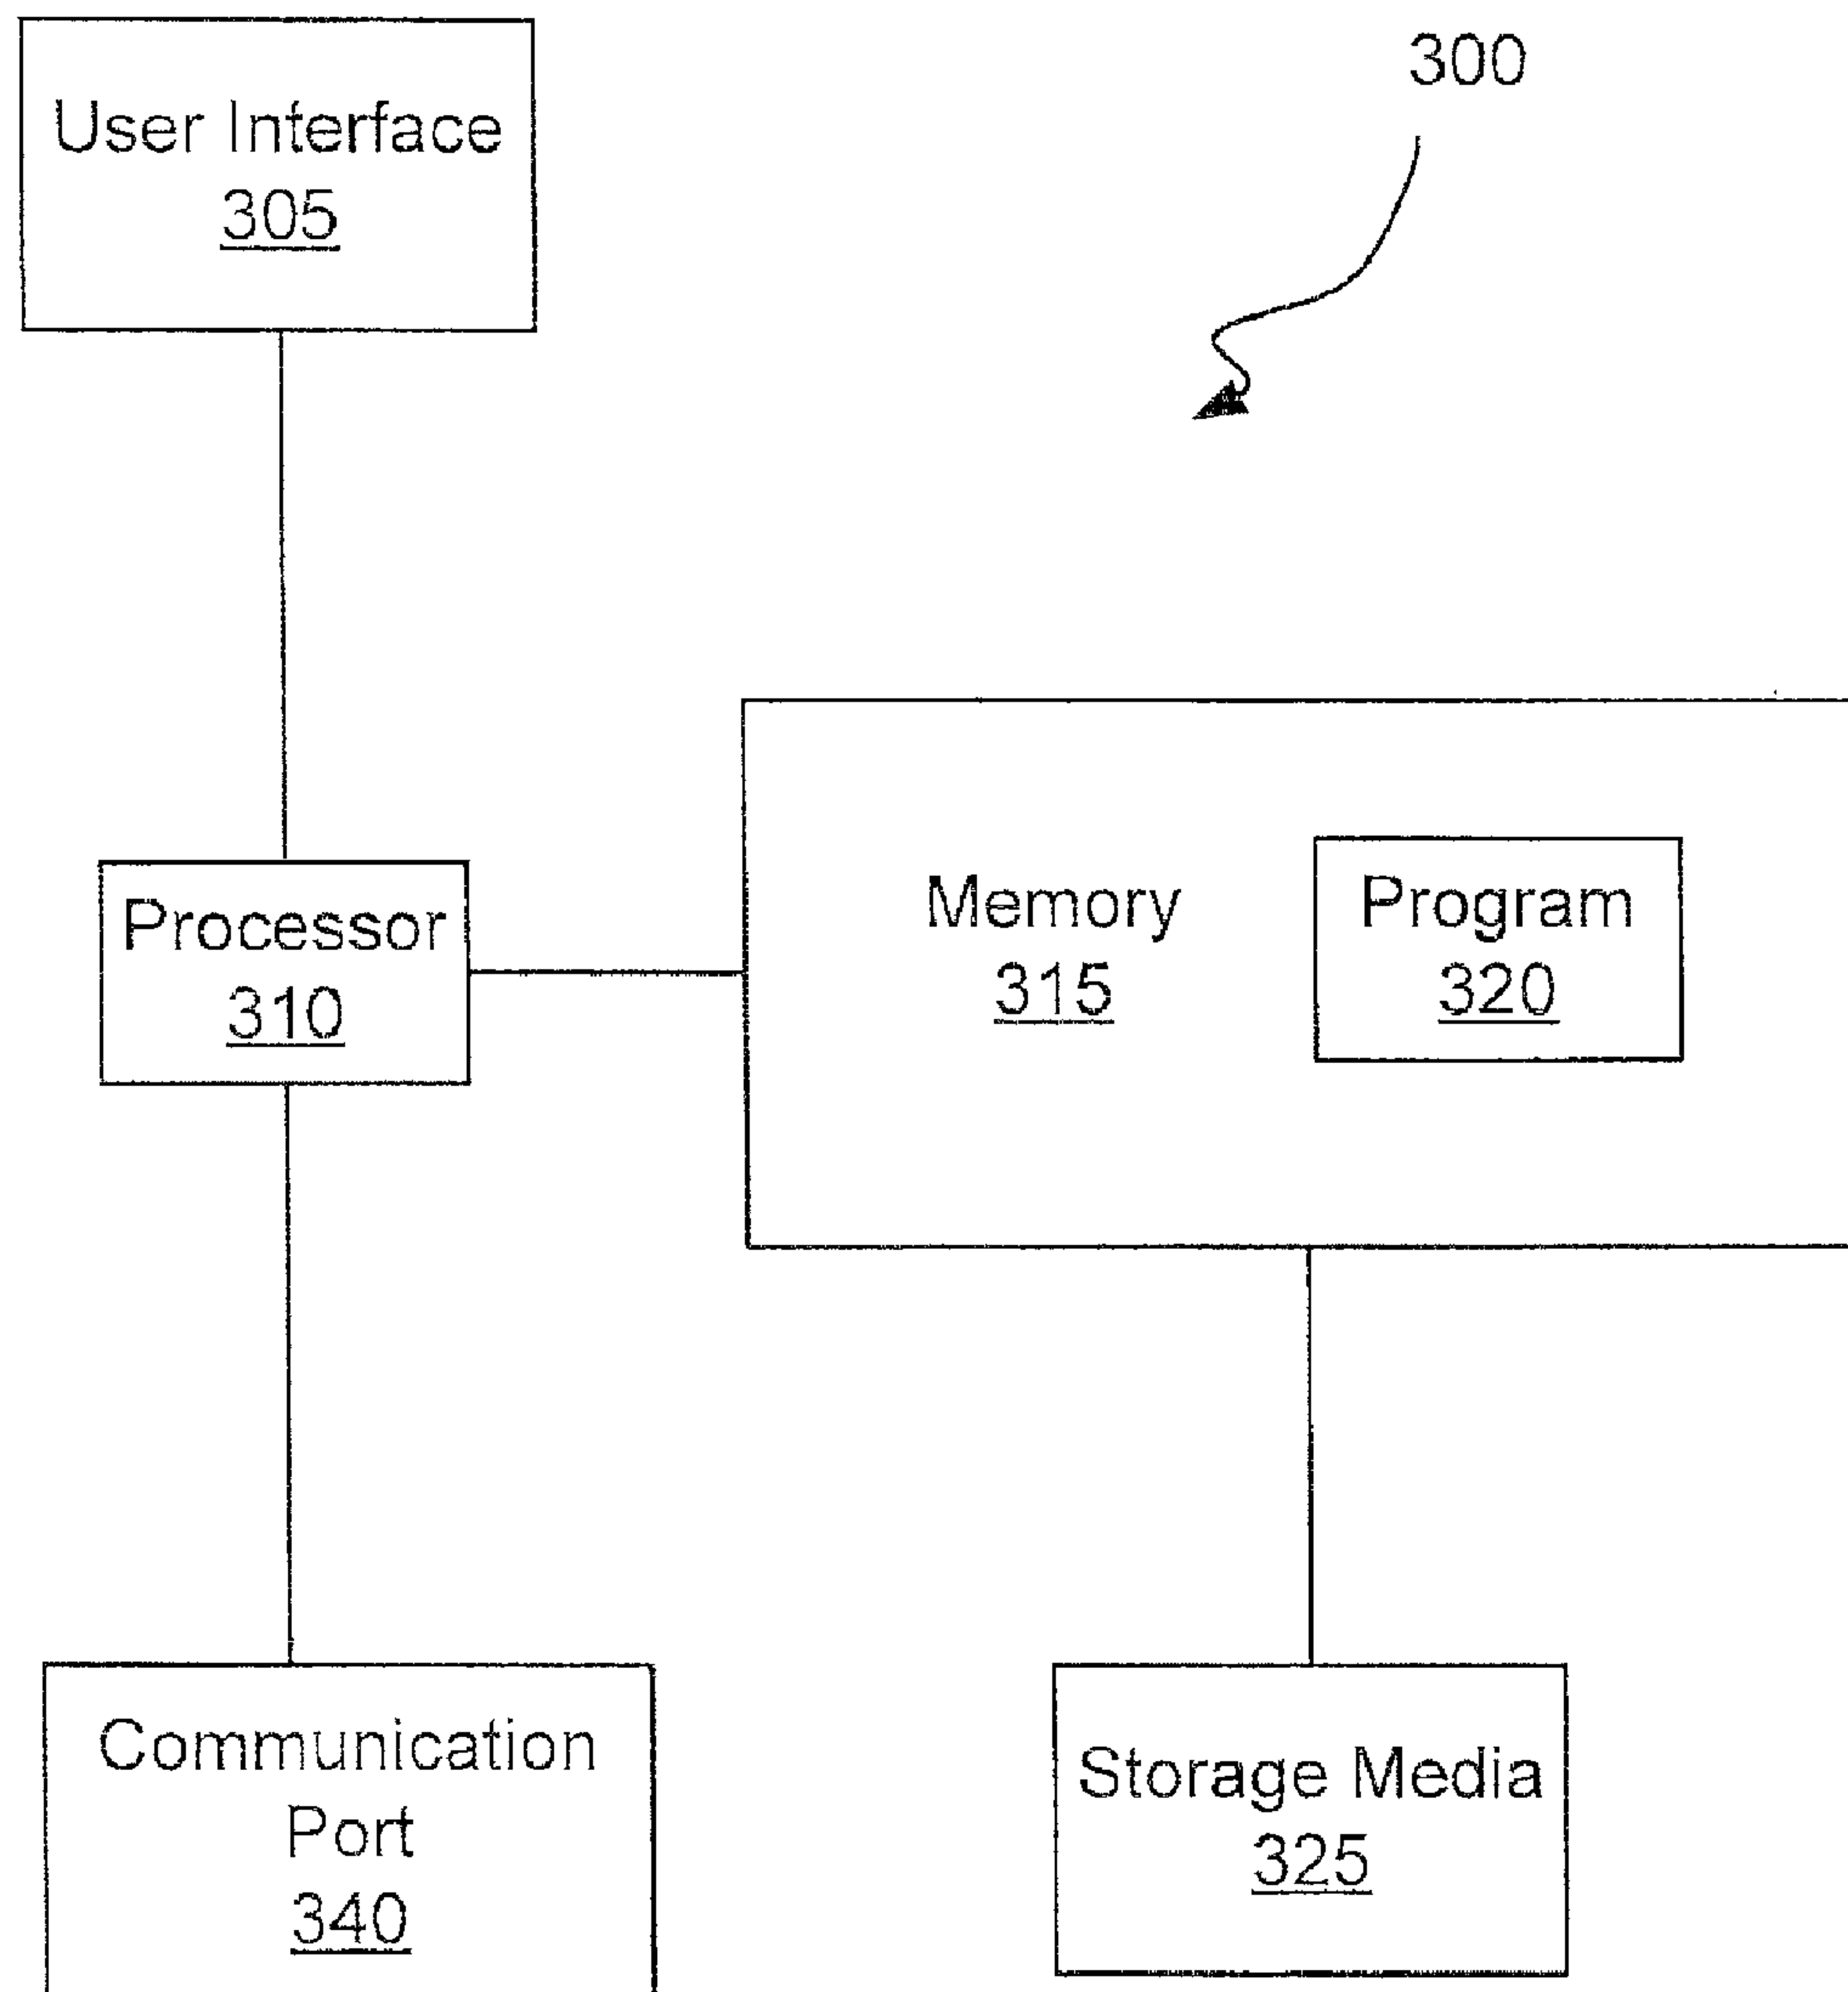 User Interface
305
300
Processor
310
Memory
315
Program
320
Communication
Port
340
Storage Media
325